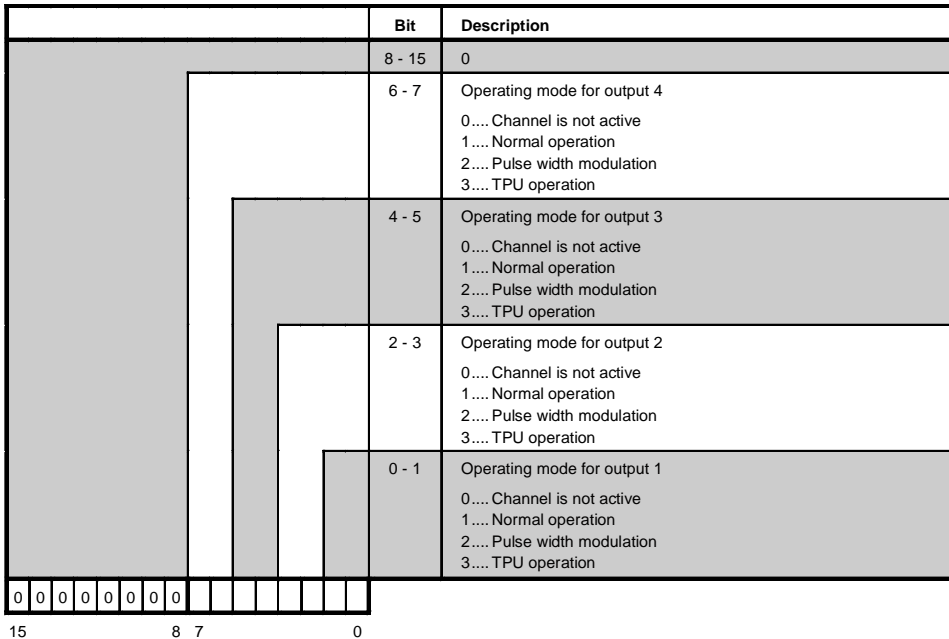 Bit Description
8 - 15 0
6 - 7 Operating mode for output 4
0.... Channel is not active
1.... Normal operation
2.... Pulse width modulation
3.... TPU operation
4 - 5 Operating mode for output 3
0.... Channel is not active
1.... Normal operation
2.... Pulse width modulation
3.... TPU operation
2 - 3 Operating mode for output 2
0.... Channel is not active
1.... Normal operation
2.... Pulse width modulation
3.... TPU operation
0 - 1 Operating mode for output 1
0.... Channel is not active
1.... Normal operation
2.... Pulse width modulation
3.... TPU operation
0 0 0 0 0 0 0 0
15 8 7 0